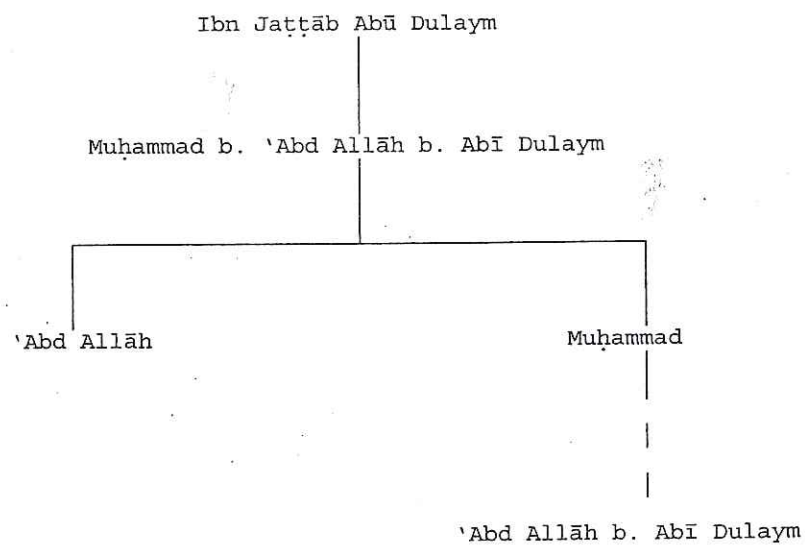 Ibn Jaṭṭāb Abū Dulaym
Muḥammad b. 'Abd Allāh b. Abī Dulaym
'Abd Allāh
Muḥammad
'Abd Allāh b. Abī Dulaym